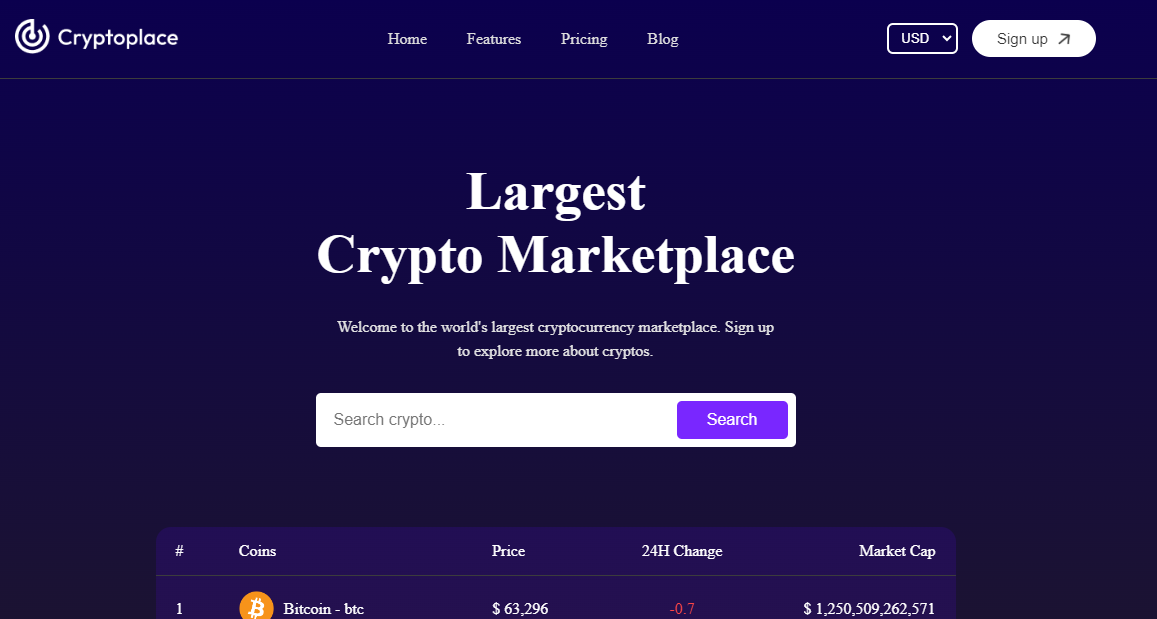 Cryptoplace
Home Features Pricing Blog
USD
Sign up
Largest
Crypto Marketplace
Welcome to the world's largest cryptocurrency marketplace. Sign up
to explore more about cryptos.
Search crypto...
Search
# Coins Price 24H Change Market Cap
1 Bitcoin - btc $ 63,296 -0.7 $ 1,250,509,262,571